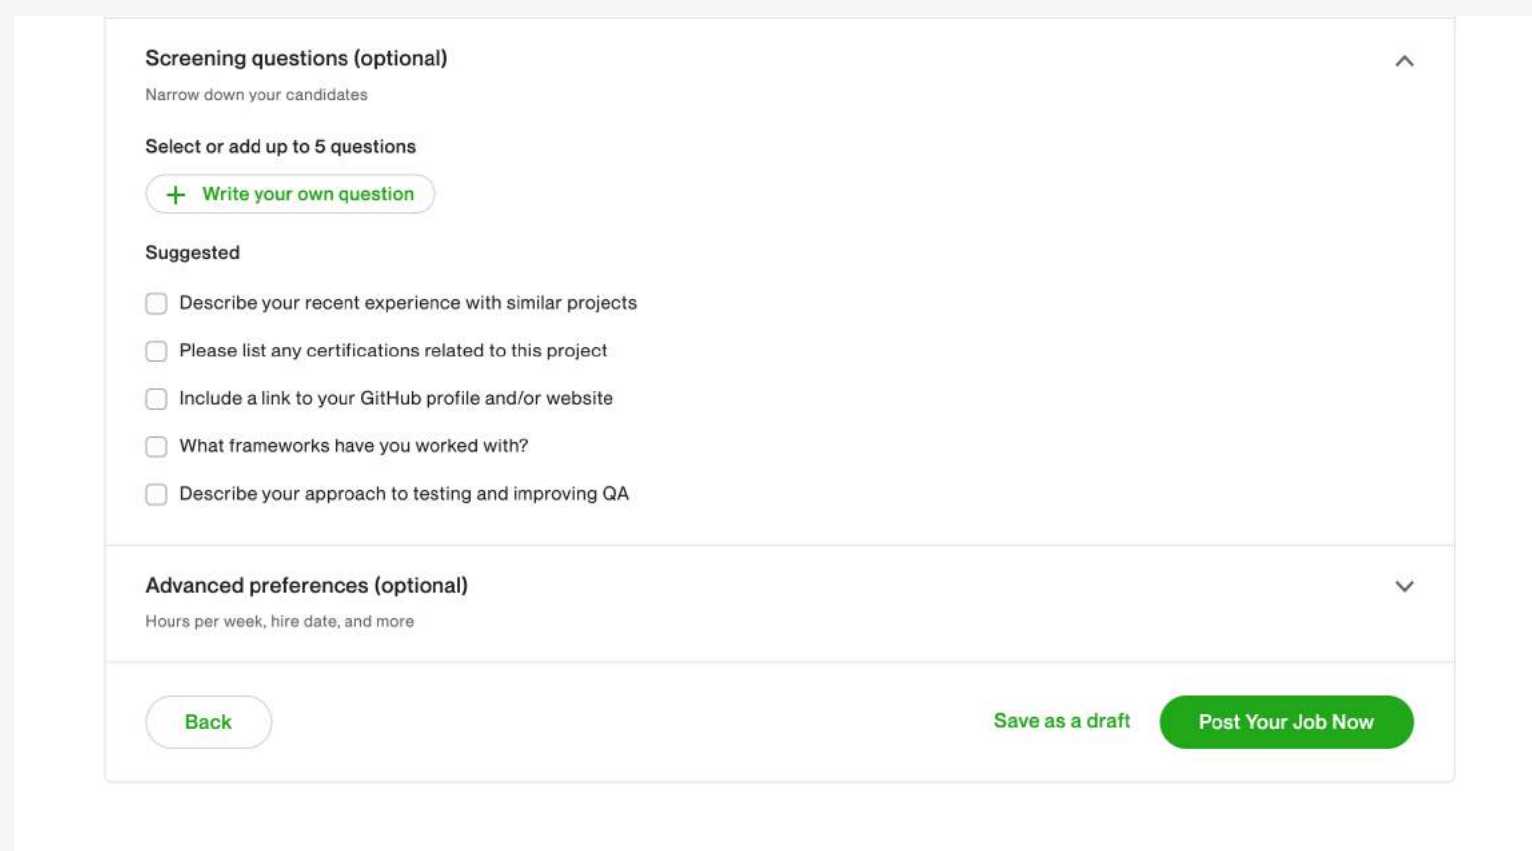 Screening questions (optional)
Narrow down your candidates
Select or add up to 5 questions
+ Write your own question
Suggested
Describe your recent experience with similar projects
Please list any certifications related to this project
Include a link to your GitHub profile and/or website
What frameworks have you worked with?
Describe your approach to testing and improving QA
Advanced preferences (optional)
Hours per week, hire date, and more
Back
Save as a draft
Post Your Job Now